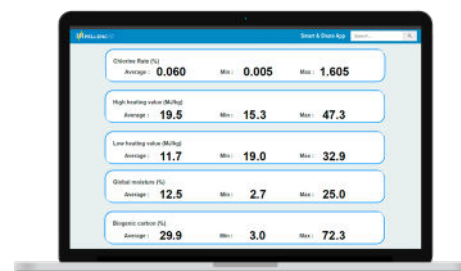 PELLENC ST
Smart & Share App
Search...
Chlorine Rate (%)
Average : 0.060 Min : 0.005 Max : 1.605
High heating value (MJ/kg)
Average : 19.5 Min : 15.3 Max : 47.3
Low heating value (MJ/kg)
Average : 11.7 Min : 19.0 Max : 32.9
Global moisture (%)
Average : 12.5 Min : 2.7 Max : 25.0
Biogenic carbon (%)
Average : 29.9 Min : 3.0 Max : 72.3